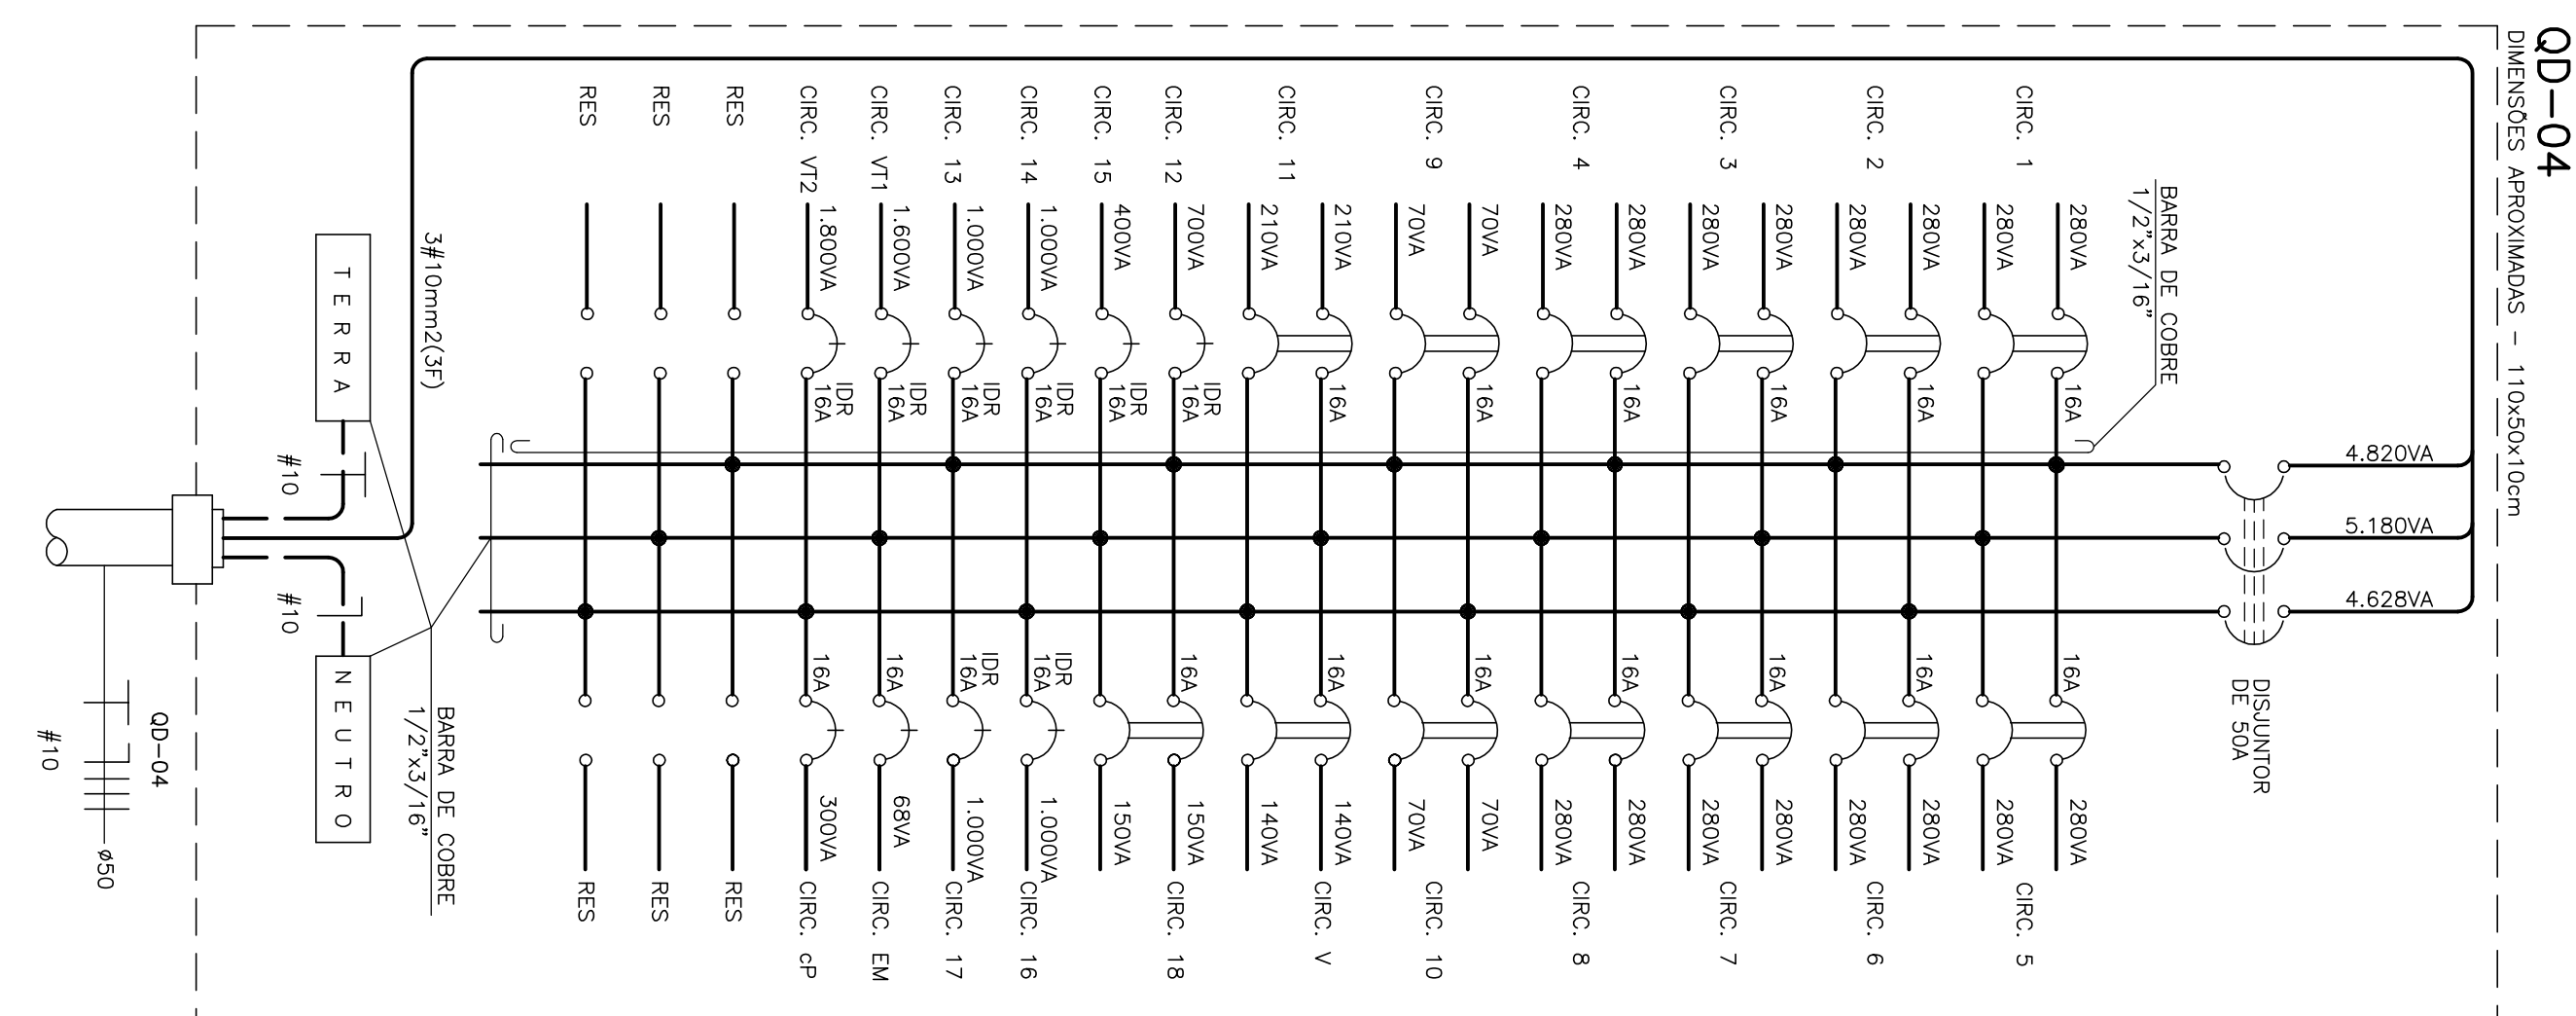 QD-04
DIMENSÕES APROXIMADAS - 110x50x10cm
4.820VA
5.180VA
4.628VA
DISJUNTOR
DE 50A
BARRA DE COBRE
1/2"x3/16"
CIRC. 1
280VA
280VA
16A
CIRC. 2
280VA
280VA
16A
CIRC. 3
280VA
280VA
16A
CIRC. 4
280VA
280VA
16A
CIRC. 9
70VA
70VA
16A
CIRC. 11
210VA
210VA
16A
CIRC. 12
700VA
IDR
16A
CIRC. 15
400VA
IDR
16A
CIRC. 14
1.000VA
IDR
16A
CIRC. 13
1.000VA
IDR
16A
CIRC. VT1
1.600VA
IDR
16A
CIRC. VT2
1.800VA
IDR
16A
RES
RES
RES
16A
280VA
280VA
CIRC. 5
16A
280VA
280VA
CIRC. 6
16A
280VA
280VA
CIRC. 7
16A
280VA
280VA
CIRC. 8
16A
70VA
70VA
CIRC. 10
16A
140VA
140VA
CIRC. V
16A
150VA
150VA
CIRC. 18
IDR
16A
1.000VA
CIRC. 16
IDR
16A
1.000VA
CIRC. 17
16A
68VA
CIRC. EM
16A
300VA
CIRC. cP
RES
RES
RES
3#10mm2(3F)
TERRA
#10
#10
NEUTRO
BARRA DE COBRE
1/2"x3/16"
QD-04
#10
ø50